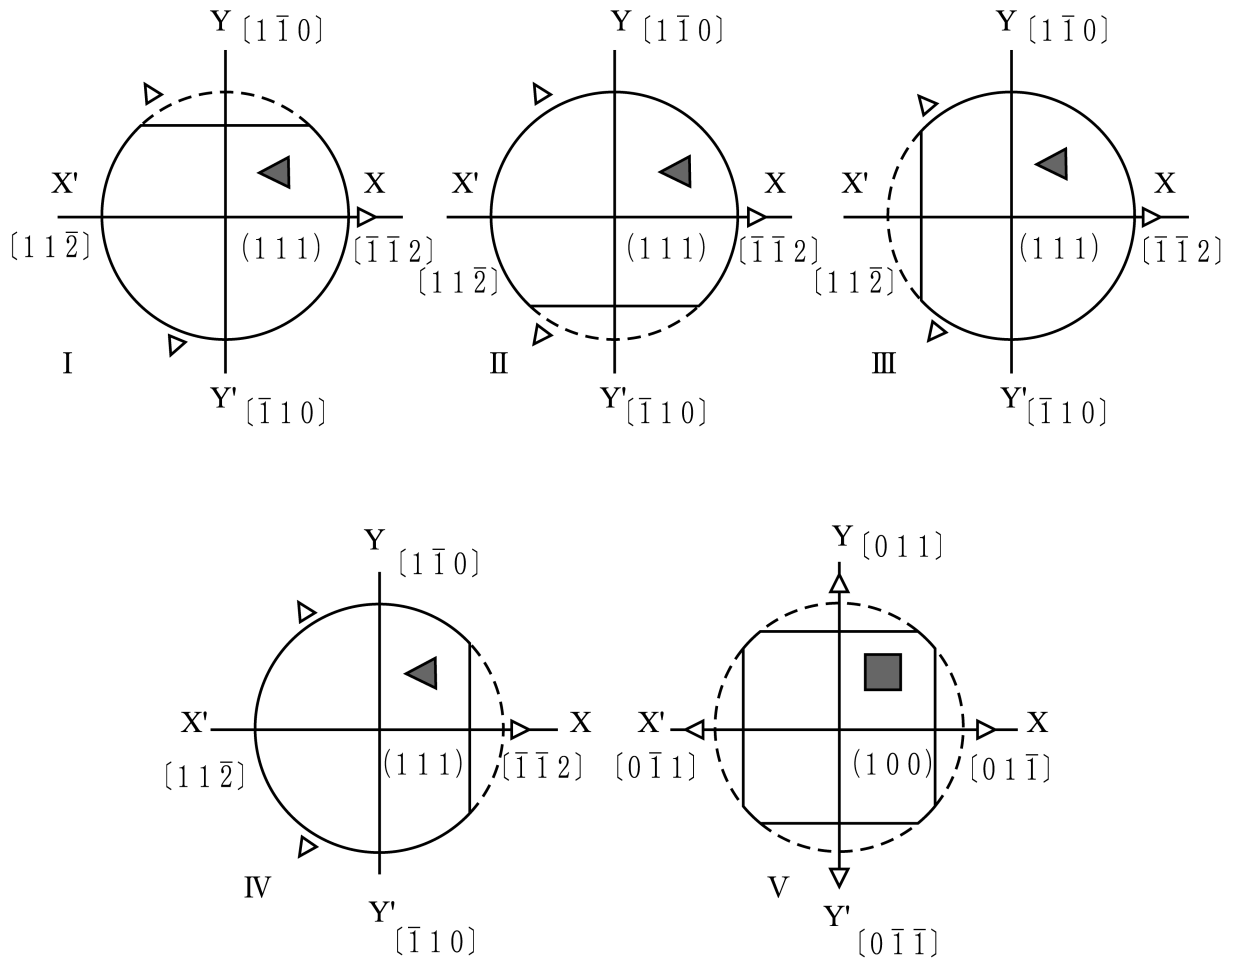 Y [1 1̅ 0]
X' X
[1 1 2̅] (1 1 1) [1̅ 1̅ 2]
I
Y' [1̅ 1 0]
Y [1 1̅ 0]
X' X
[1 1 2̅] (1 1 1) [1̅ 1̅ 2]
II
Y' [1̅ 1 0]
Y [1 1̅ 0]
X' X
[1 1 2̅] (1 1 1) [1̅ 1̅ 2]
III
Y' [1̅ 1 0]
Y [1 1̅ 0]
X' X
[1 1 2̅] (1 1 1) [1̅ 1̅ 2]
IV
Y' [1̅ 1 0]
Y [0 1 1]
X' X
[0 1̅ 1] (1 0 0) [0 1 1̅]
V
Y' [0 1̅ 1̅]